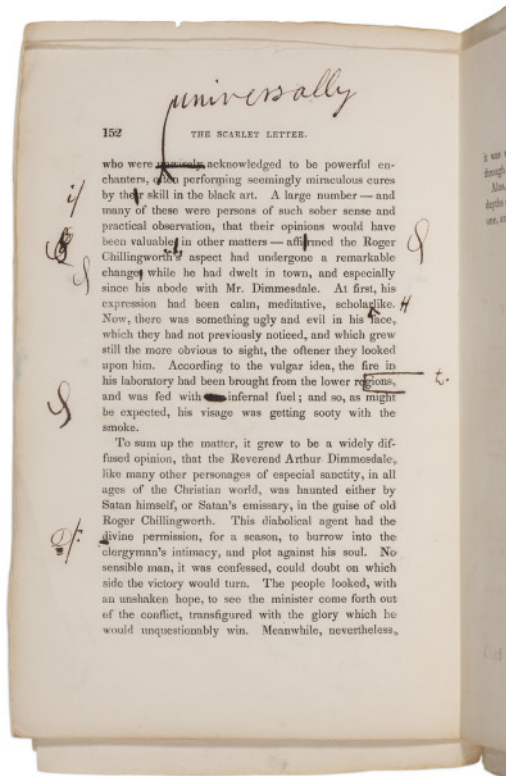 universally
152 THE SCARLET LETTER.
who were unwisely acknowledged to be powerful en-
chanters, often performing seemingly miraculous cures
by their skill in the black art. A large number — and
many of these were persons of such sober sense and
practical observation, that their opinions would have
been valuable, in other matters — affirmed the Roger
Chillingworth's aspect had undergone a remarkable
change, while he had dwelt in town, and especially
since his abode with Mr. Dimmesdale. At first, his
expression had been calm, meditative, scholarlike. H
Now, there was something ugly and evil in his face,
which they had not previously noticed, and which grew
still the more obvious to sight, the oftener they looked
upon him. According to the vulgar idea, the fire in
his laboratory had been brought from the lower regions, t.
and was fed with infernal fuel; and so, as might
be expected, his visage was getting sooty with the
smoke.
To sum up the matter, it grew to be a widely dif-
fused opinion, that the Reverend Arthur Dimmesdale,
like many other personages of especial sanctity, in all
ages of the Christian world, was haunted either by
Satan himself, or Satan's emissary, in the guise of old
Roger Chillingworth. This diabolical agent had the
divine permission, for a season, to burrow into the
clergyman's intimacy, and plot against his soul. No
sensible man, it was confessed, could doubt on which
side the victory would turn. The people looked, with
an unshaken hope, to see the minister come forth out
of the conflict, transfigured with the glory which he
would unquestionably win. Meanwhile, nevertheless,
it was
through
Alas,
depths
one, an